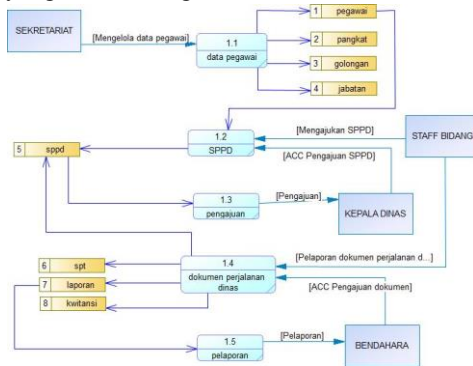 SEKRETARIAT
[Mengelola data pegawai]
1.1
data pegawai
1 pegawai
2 pangkat
3 golongan
4 jabatan
1.2
SPPD
[Mengajukan SPPD]
STAFF BIDANG
[ACC Pengajuan SPPD]
5 sppd
1.3
pengajuan
[Pengajuan]
KEPALA DINAS
[Pelaporan dokumen perjalanan d...]
6 spt
7 laporan
8 kwitansi
1.4
dokumen perjalanan
dinas
[ACC Pengajuan dokumen]
1.5
pelaporan
[Pelaporan]
BENDAHARA